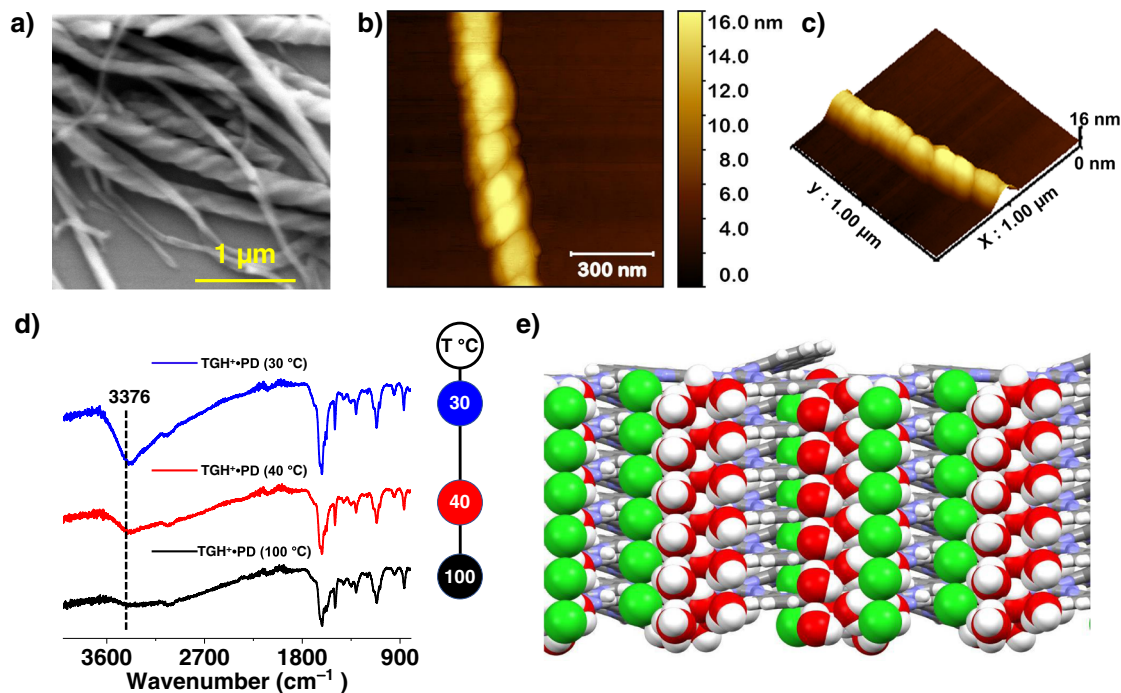 a)
1 µm
b)
300 nm
16.0 nm
14.0
12.0
10.0
8.0
6.0
4.0
2.0
0.0
c)
16 nm
0 nm
y : 1.00 µm
X : 1.00 µm
d)
TGH⁺•PD (30 °C)
3376
TGH⁺•PD (40 °C)
TGH⁺•PD (100 °C)
3600 2700 1800 900
Wavenumber (cm⁻¹)
T °C
30
40
100
e)